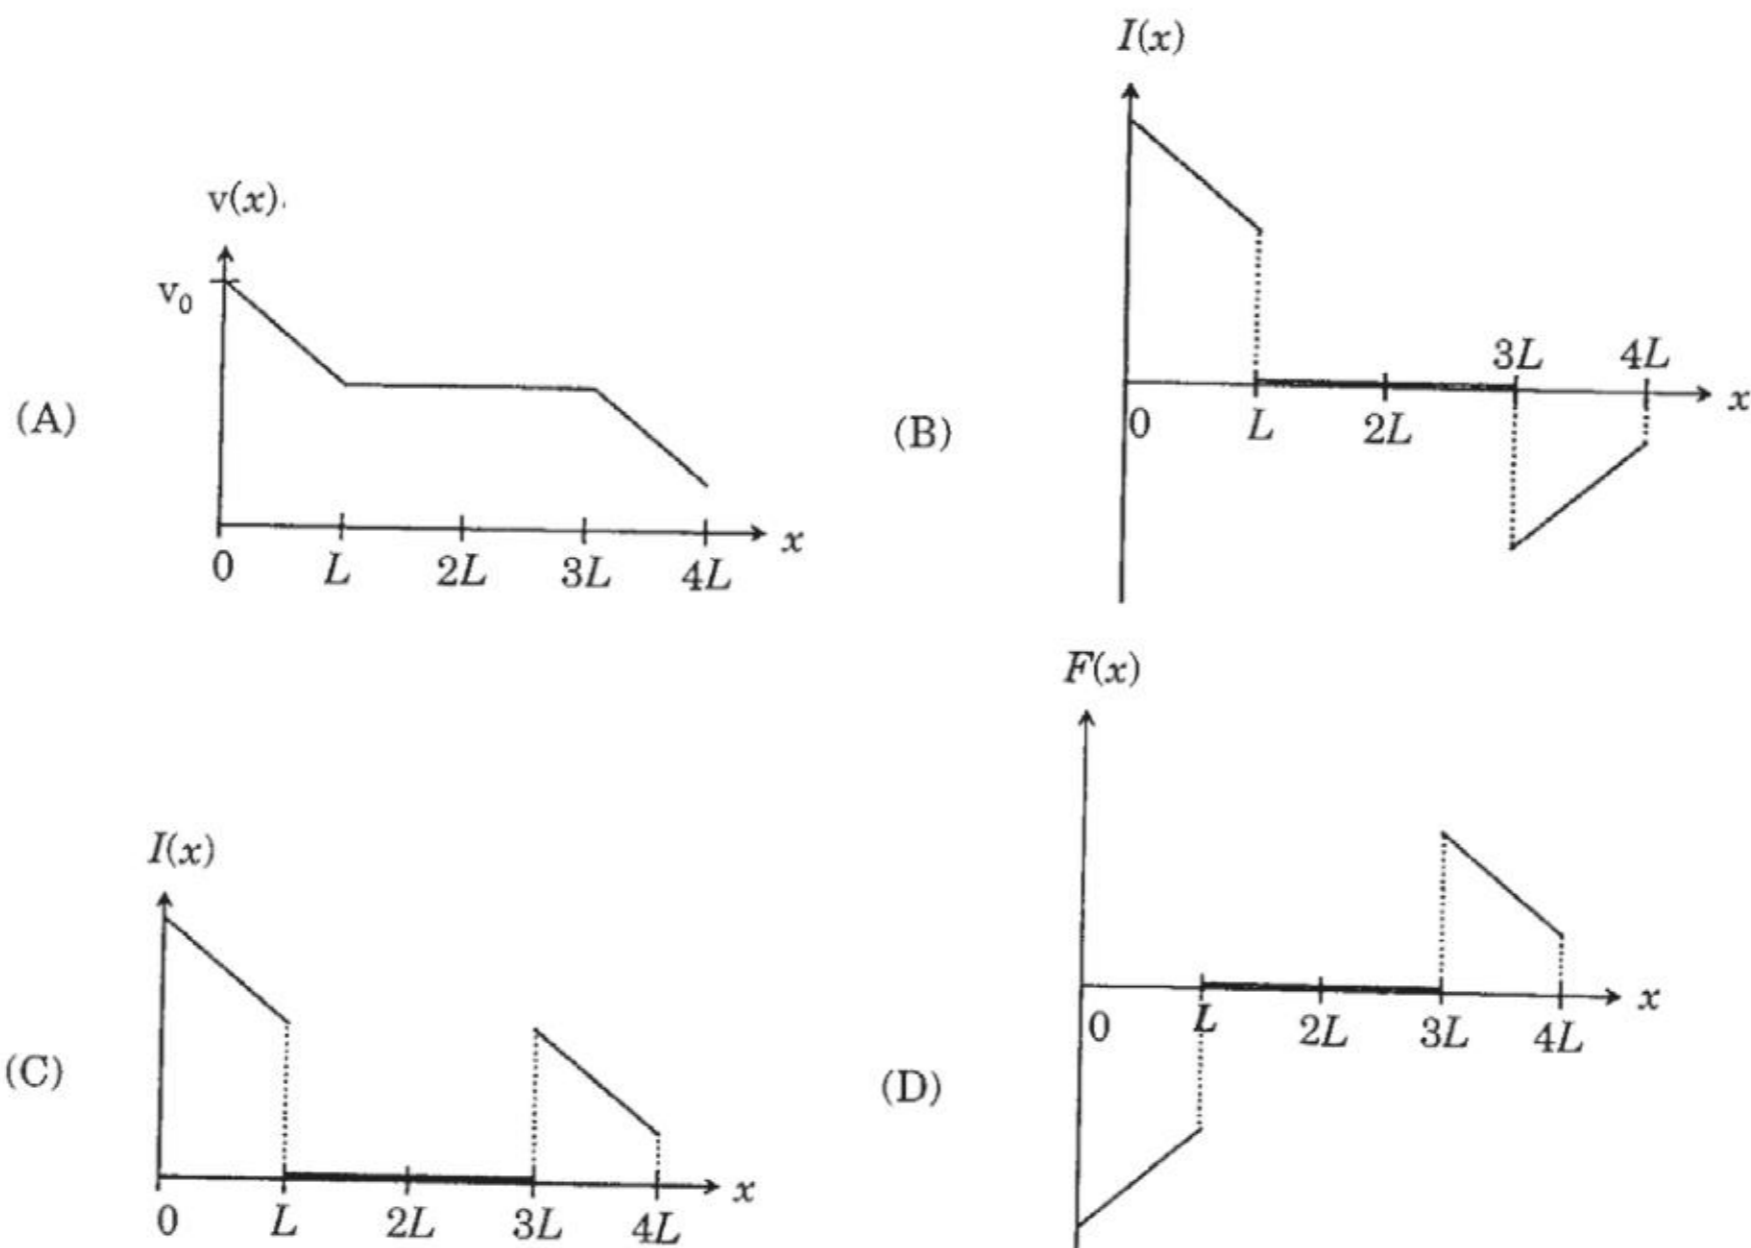 (A)
v(x)
v₀
0 L 2L 3L 4L x
(B)
I(x)
3L 4L
0 L 2L x
(C)
I(x)
0 L 2L 3L 4L x
(D)
F(x)
0 L 2L 3L 4L x